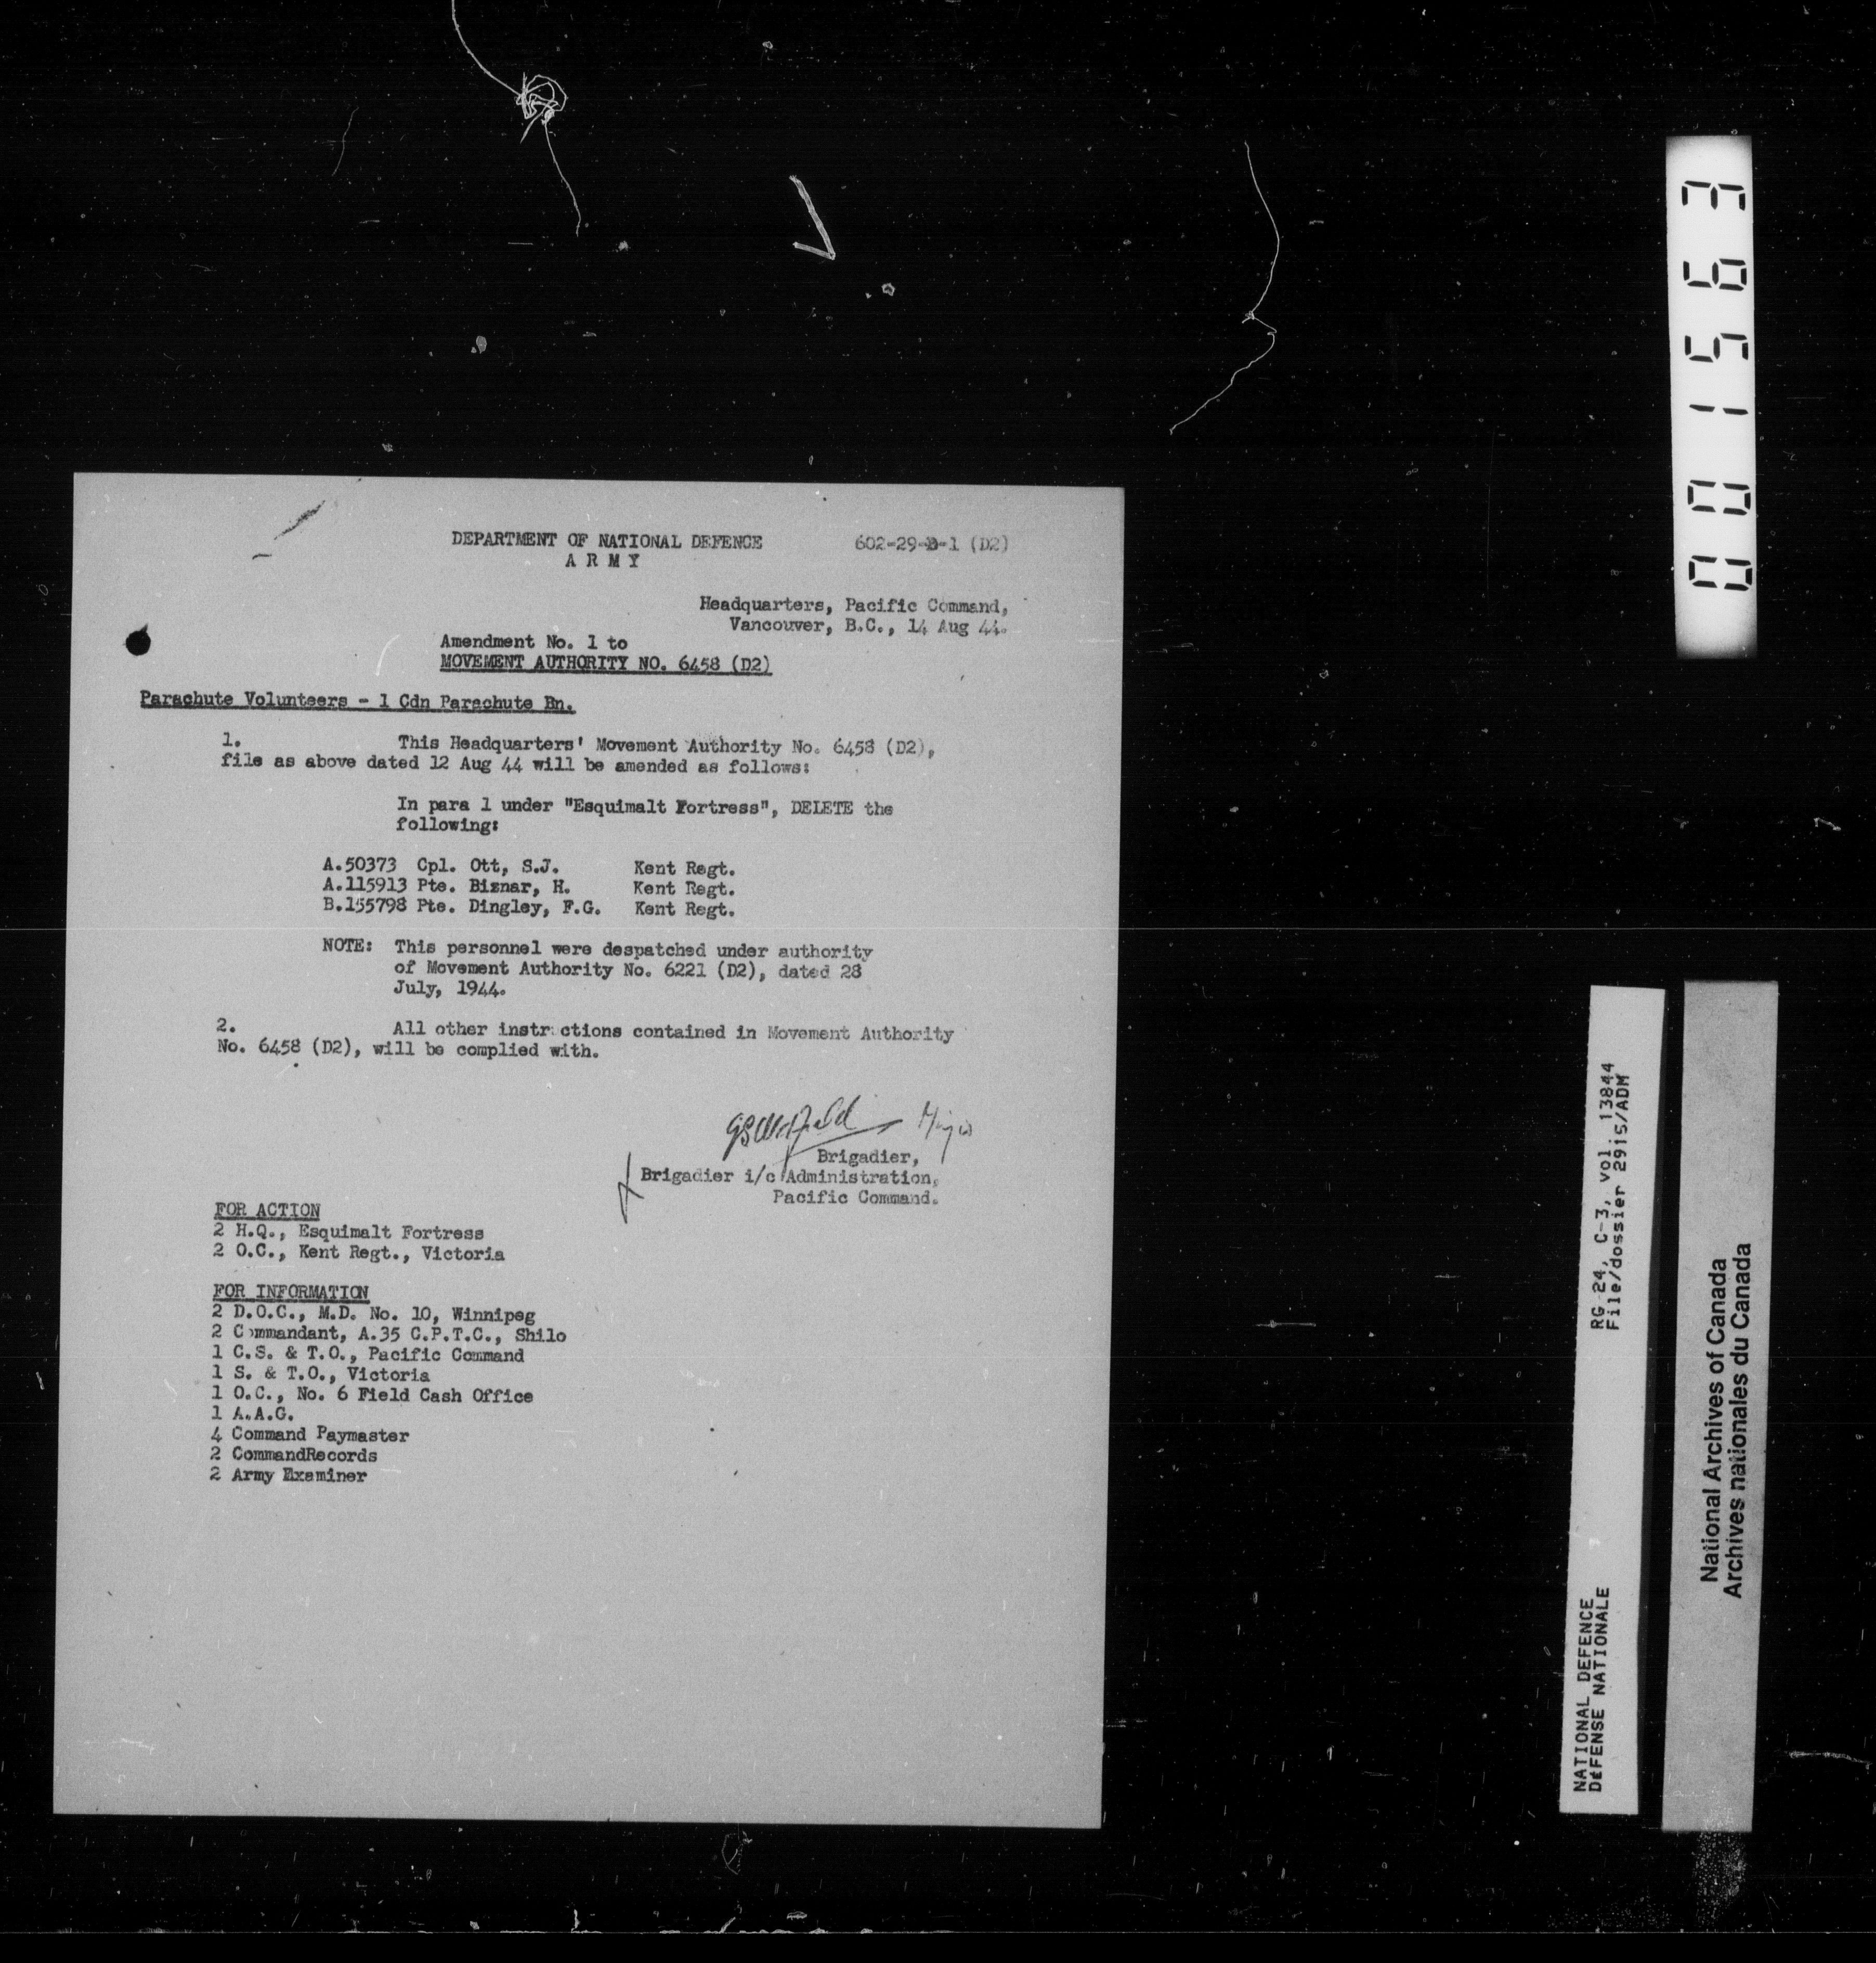 DEPARTMENT OF NATIONAL DEFENCE 602-29-D-1 (D2)
A R M Y
Headquarters, Pacific Command,
Vancouver, B.C., 14 Aug 44.
Amendment No. 1 to
MOVEMENT AUTHORITY NO. 6458 (D2)
Parachute Volunteers - 1 Cdn Parachute Bn.
1. This Headquarters' Movement Authority No. 6458 (D2),
file as above dated 12 Aug 44 will be amended as follows:
In para 1 under "Esquimalt Fortress", DELETE the
following:
A.50373 Cpl. Ott, S.J. Kent Regt.
A.115913 Pte. Biznar, H. Kent Regt.
B.155798 Pte. Dingley, F.G. Kent Regt.
NOTE: This personnel were despatched under authority
of Movement Authority No. 6221 (D2), dated 28
July, 1944.
2. All other instructions contained in Movement Authority
No. 6458 (D2), will be complied with.
Major
Brigadier,
Brigadier i/c Administration,
Pacific Command.
FOR ACTION
2 H.Q., Esquimalt Fortress
2 O.C., Kent Regt., Victoria
FOR INFORMATION
2 D.O.C., M.D. No. 10, Winnipeg
2 Commandant, A.35 C.P.T.C., Shilo
1 C.S. & T.O., Pacific Command
1 S. & T.O., Victoria
1 O.C., No. 6 Field Cash Office
1 A.A.G.
4 Command Paymaster
2 CommandRecords
2 Army Examiner
001563
NATIONAL DEFENCE RG 24, C-3, vol. 13844
DéFENSE NATIONALE File/dossier 2915/ADM
National Archives of Canada
Archives nationales du Canada